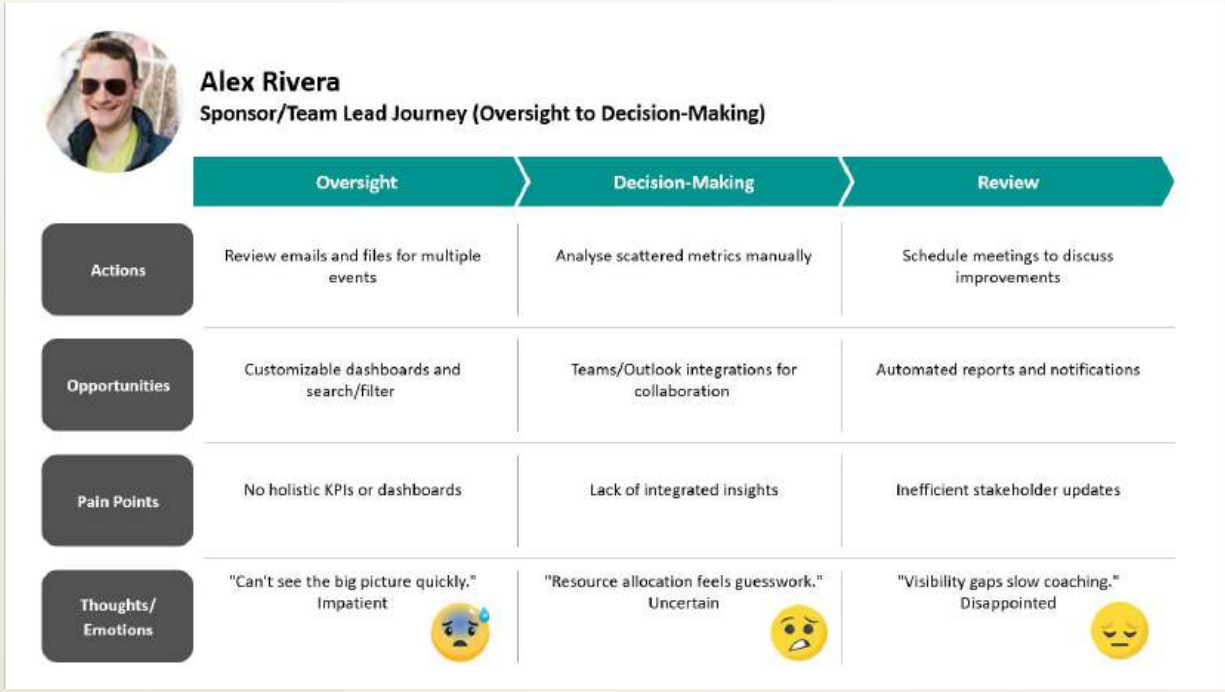 Alex Rivera
Sponsor/Team Lead Journey (Oversight to Decision-Making)
Oversight
Decision-Making
Review
Actions
Review emails and files for multiple
events
Analyse scattered metrics manually
Schedule meetings to discuss
improvements
Opportunities
Customizable dashboards and
search/filter
Teams/Outlook integrations for
collaboration
Automated reports and notifications
Pain Points
No holistic KPIs or dashboards
Lack of integrated insights
Inefficient stakeholder updates
Thoughts/
Emotions
"Can't see the big picture quickly."
Impatient
"Resource allocation feels guesswork."
Uncertain
"Visibility gaps slow coaching."
Disappointed